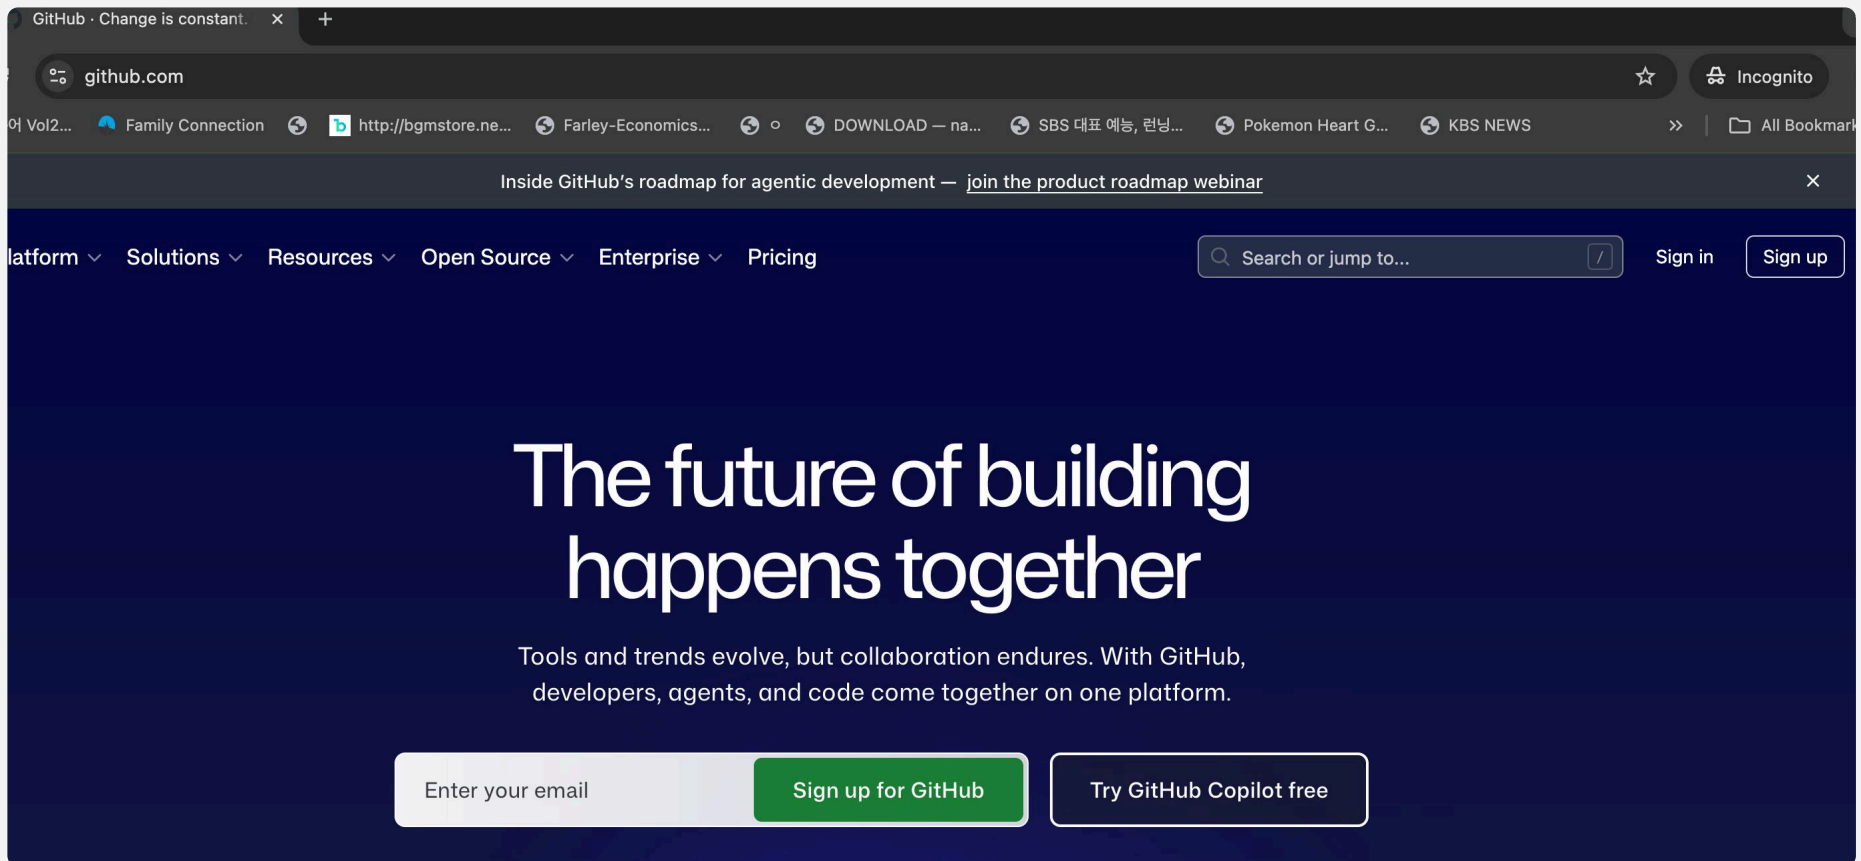 GitHub · Change is constant.
github.com
Incognito
어 Vol2... Family Connection http://bgmstore.ne... Farley-Economics... ㅇ DOWNLOAD — na... SBS 대표 예능, 런닝... Pokemon Heart G... KBS NEWS All Bookmark
Inside GitHub’s roadmap for agentic development — join the product roadmap webinar
latform Solutions Resources Open Source Enterprise Pricing Search or jump to... / Sign in Sign up
The future of building
happens together
Tools and trends evolve, but collaboration endures. With GitHub,
developers, agents, and code come together on one platform.
Enter your email Sign up for GitHub Try GitHub Copilot free